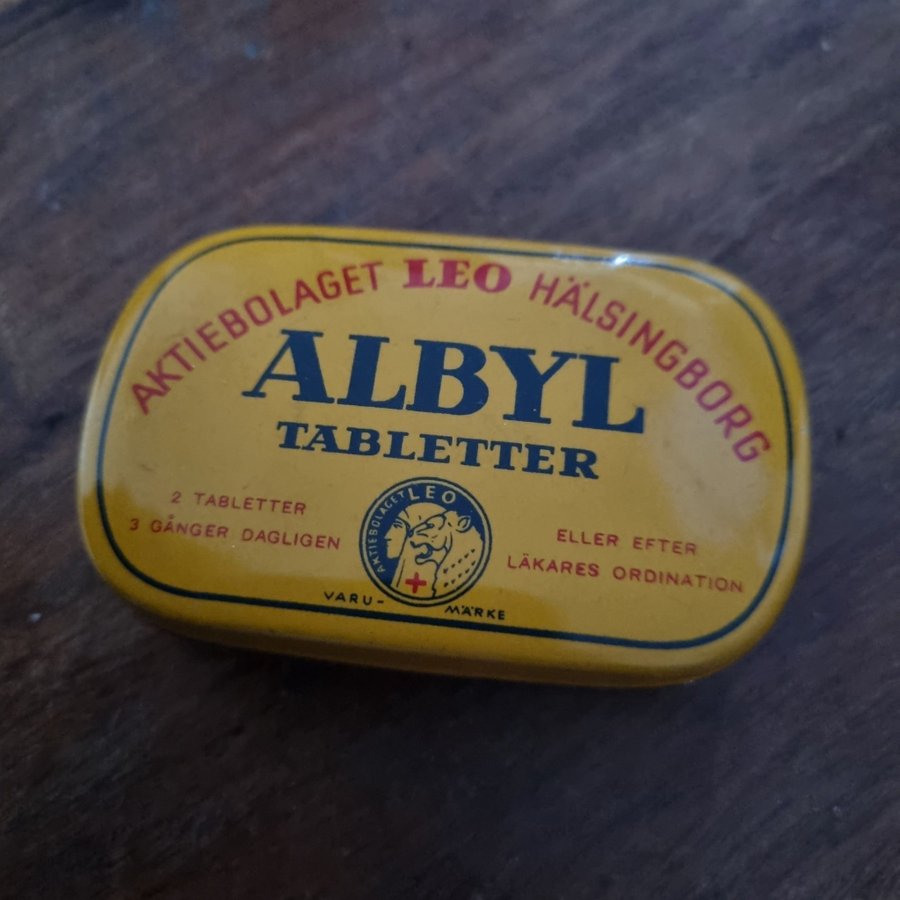 AKTIEBOLAGET LEO HÄLSINGBORG
ALBYL
TABLETTER
2 TABLETTER
3 GÅNGER DAGLIGEN
AKTIEBOLAGET LEO
ELLER EFTER
LÄKARES ORDINATION
VARU- MÄRKE